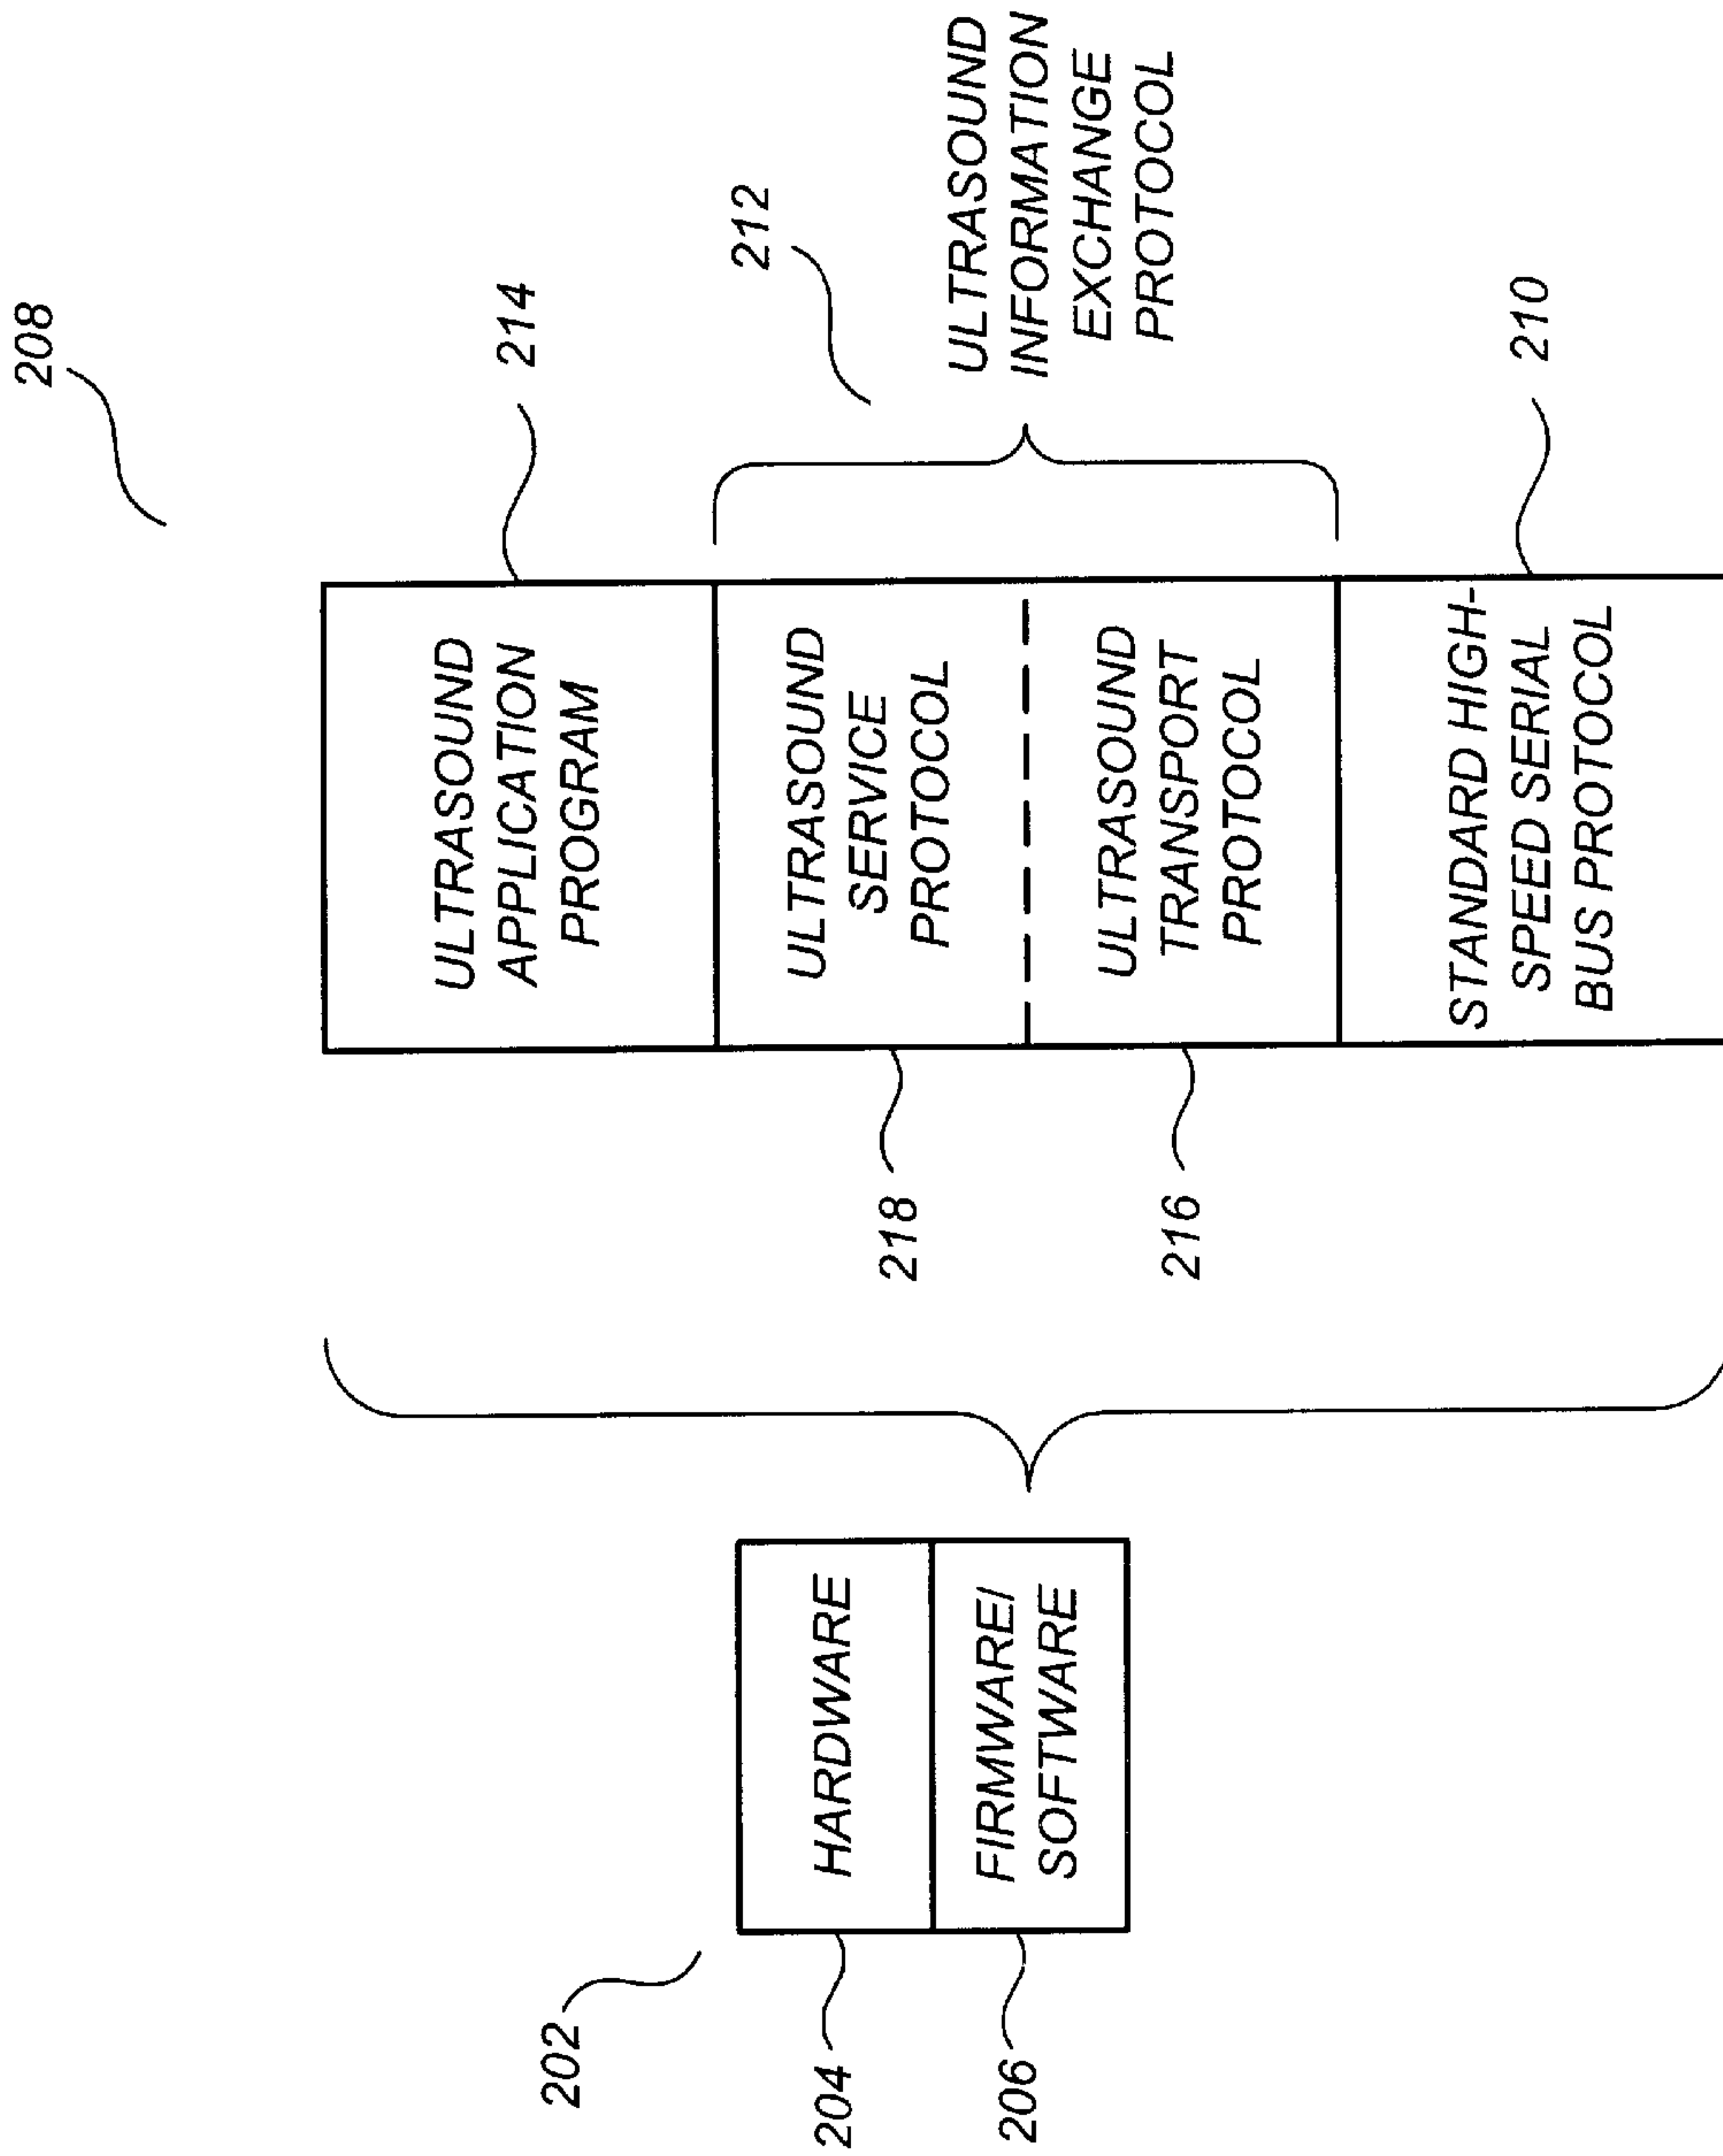 208
214
ULTRASOUND
APPLICATION
PROGRAM
212
ULTRASOUND
INFORMATION
EXCHANGE
PROTOCOL
218
ULTRASOUND
SERVICE
PROTOCOL
216
ULTRASOUND
TRANSPORT
PROTOCOL
210
STANDARD HIGH-
SPEED SERIAL
BUS PROTOCOL
202
204
HARDWARE
206
FIRMWARE/
SOFTWARE